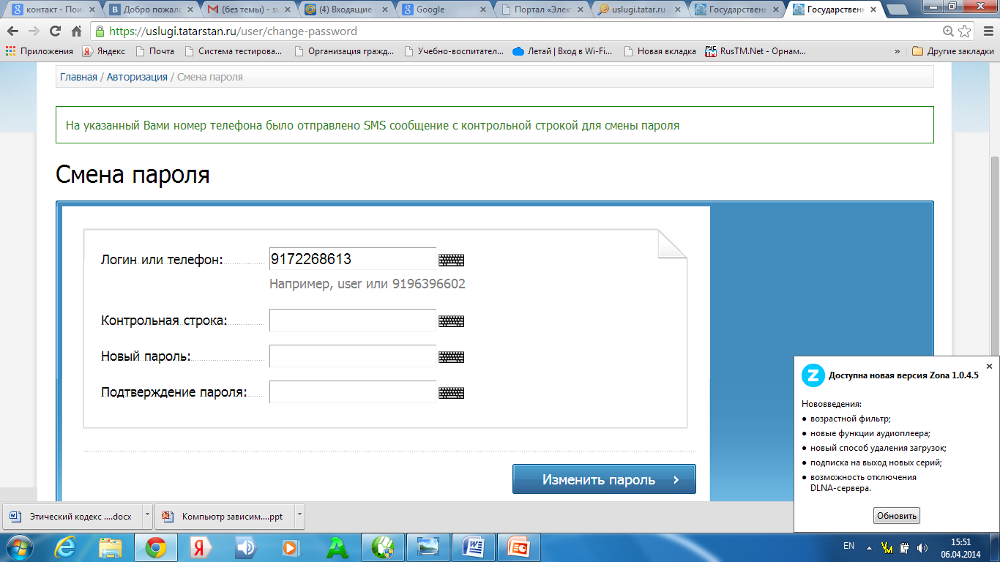 контакт - Пои
Добро пожало
(без темы) - sv
(4) Входящие -
Google
Портал «Элек
uslugi.tatar.ru
Государствен
Государствен
https://uslugi.tatarstan.ru/user/change-password
Приложения
Яндекс
Почта
Система тестирова...
Организация гражд...
Учебно-воспитател...
Летай | Вход в Wi-Fi...
Новая вкладка
RusTM.Net - Орнам...
»
Другие закладки
Главная / Авторизация / Смена пароля
На указанный Вами номер телефона было отправлено SMS сообщение с контрольной строкой для смены пароля
Смена пароля
Логин или телефон:
9172268613
Например, user или 9196396602
Контрольная строка:
Новый пароль:
Подтверждение пароля:
Изменить пароль
Доступна новая версия Zona 1.0.4.5
Нововведения:
● возрастной фильтр;
● новые функции аудиоплеера;
● новый способ удаления загрузок;
● подписка на выход новых серий;
● возможность отключения
DLNA-сервера.
Обновить
Этический кодекс ....docx
Компьютр зависим....ppt
EN
15:51
06.04.2014